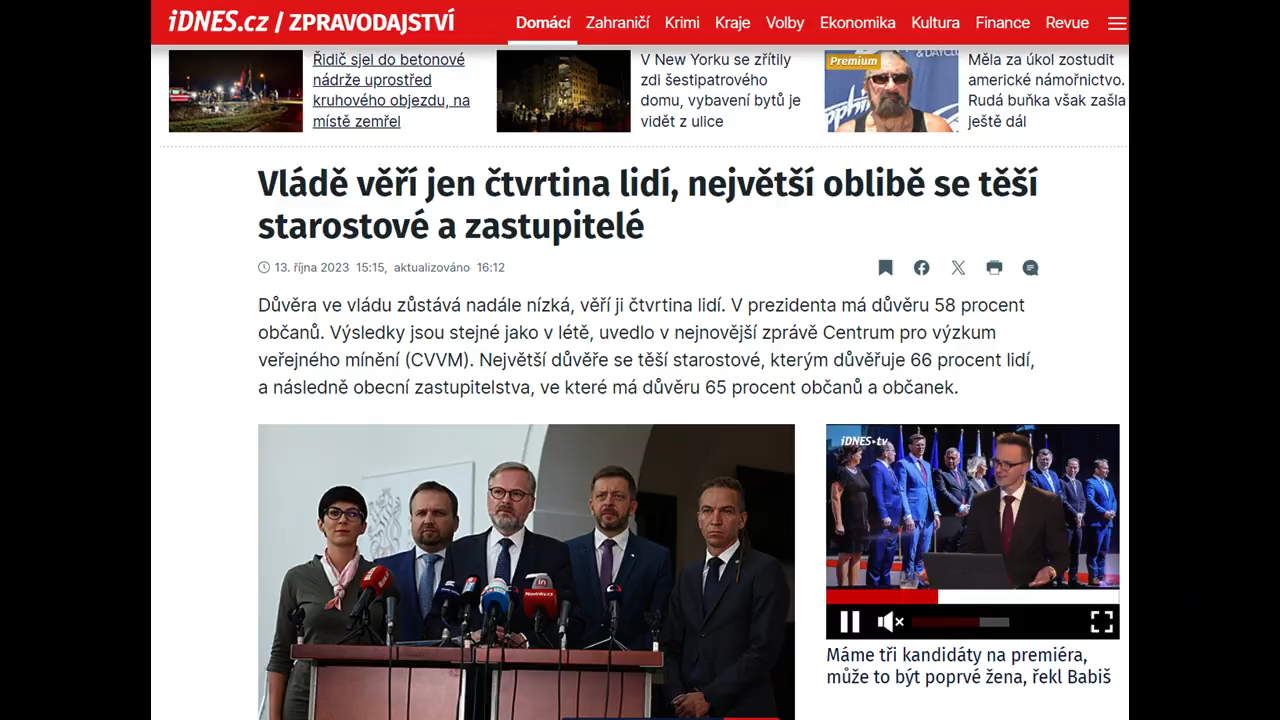 iDNES.cz / ZPRAVODAJSTVÍ
Domácí Zahraničí Krimi Kraje Volby Ekonomika Kultura Finance Revue
Řidič sjel do betonové
nádrže uprostřed
kruhového objezdu, na
místě zemřel
V New Yorku se zřítily
zdi šestipatrového
domu, vybavení bytů je
vidět z ulice
Premium
Měla za úkol zostudit
americké námořnictvo.
Rudá buňka však zašla
ještě dál
Vládě věří jen čtvrtina lidí, největší oblibě se těší
starostové a zastupitelé
13. října 2023 15:15, aktualizováno 16:12
Důvěra ve vládu zůstává nadále nízká, věří ji čtvrtina lidí. V prezidenta má důvěru 58 procent
občanů. Výsledky jsou stejné jako v létě, uvedlo v nejnovější zprávě Centrum pro výzkum
veřejného mínění (CVVM). Největší důvěře se těší starostové, kterým důvěřuje 66 procent lidí,
a následně obecní zastupitelstva, ve které má důvěru 65 procent občanů a občanek.
iDNES tv
Novinky.cz
Máme tři kandidáty na premiéra,
může to být poprvé žena, řekl Babiš